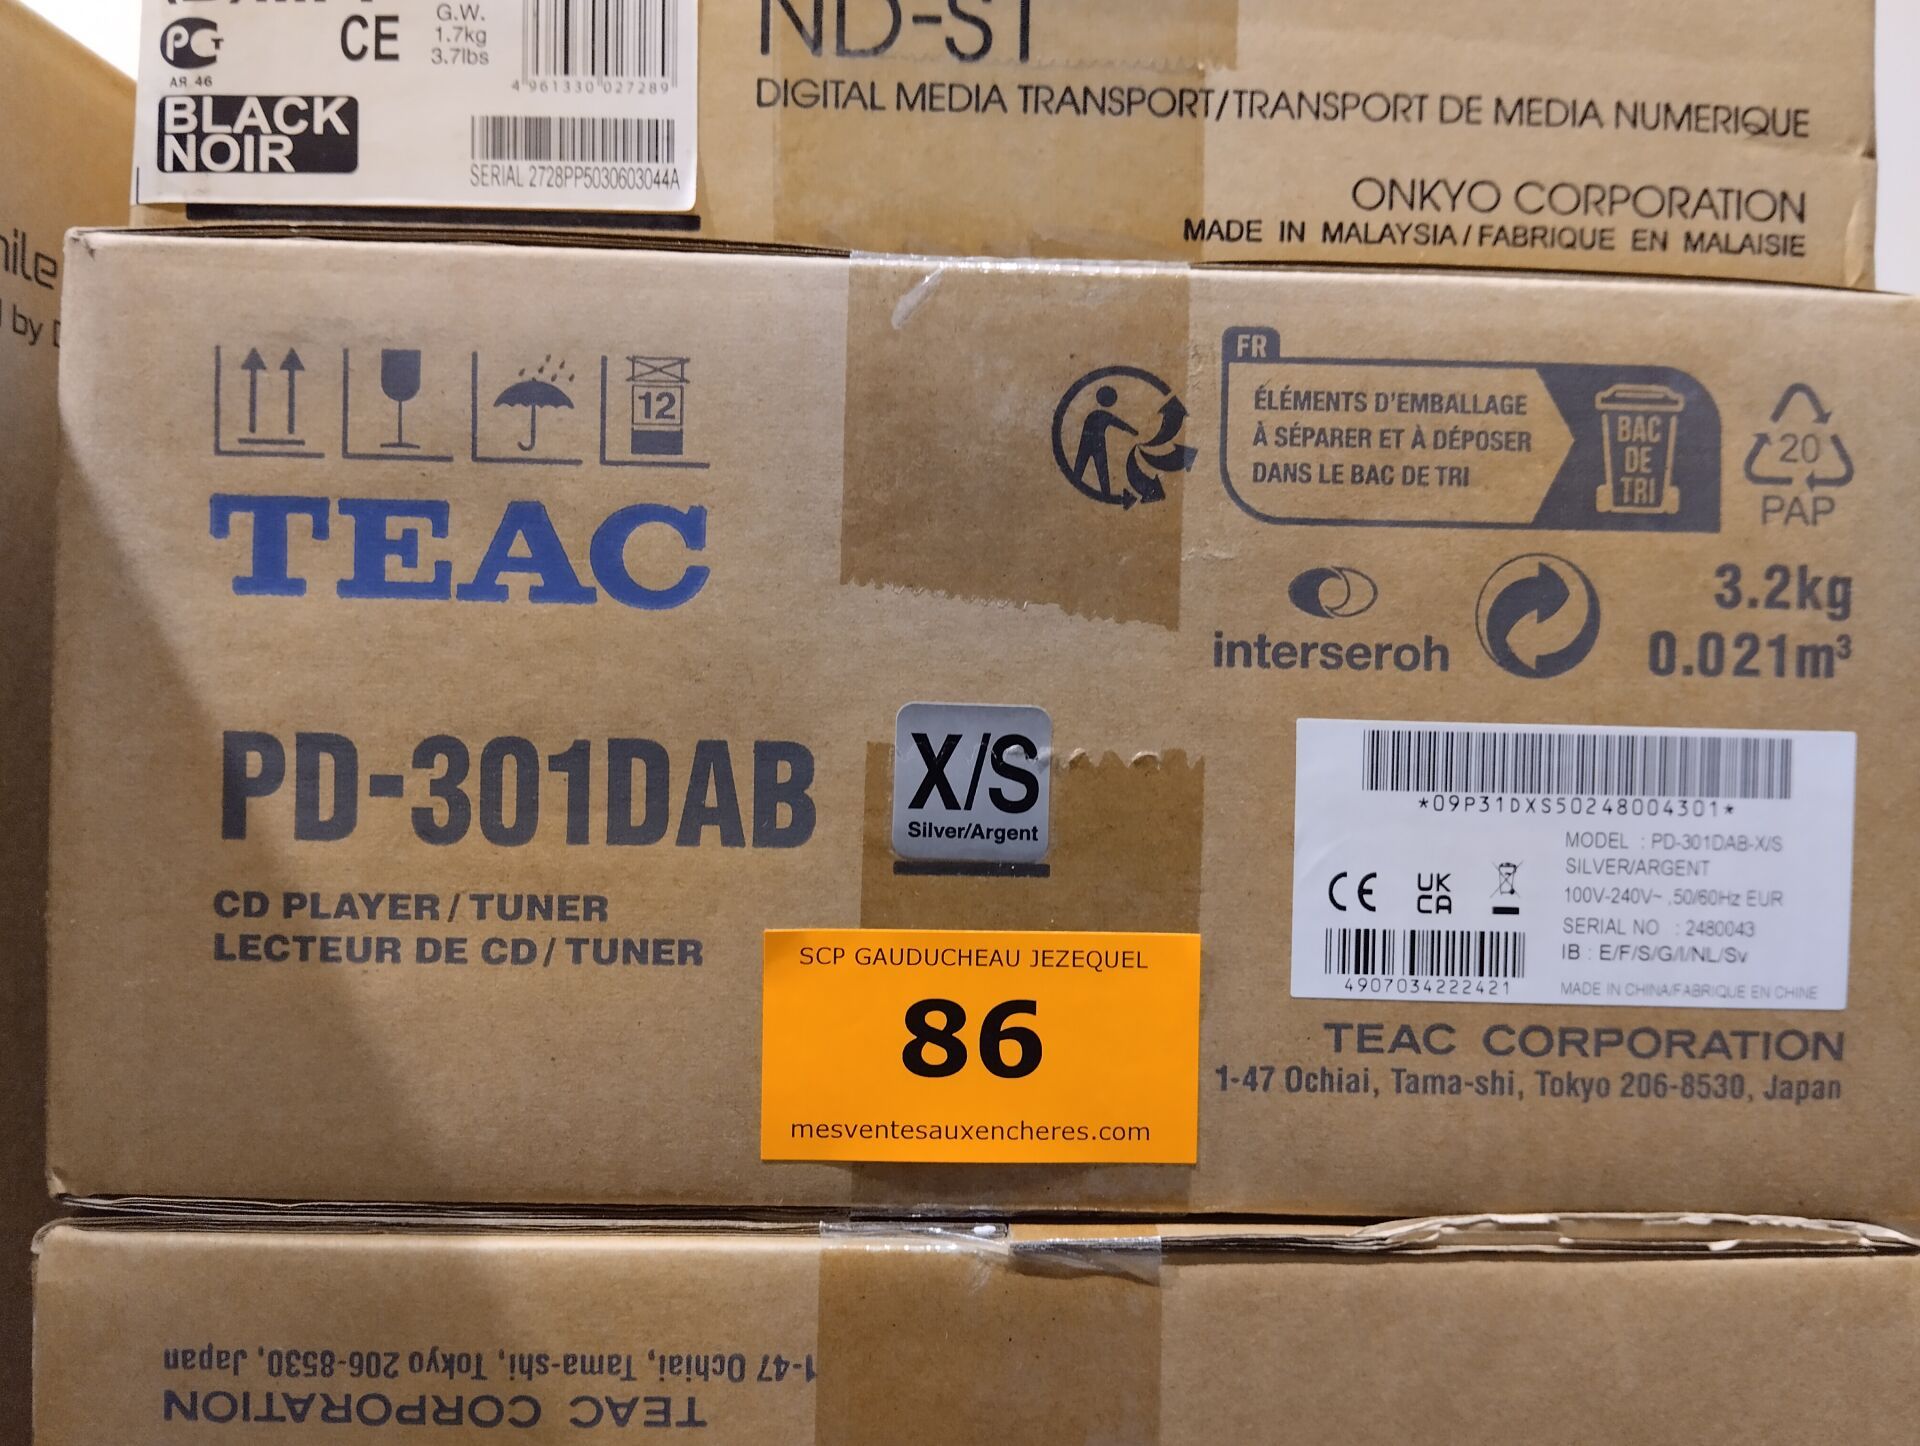 G.W.
1.7kg
3.7lbs
CE
AЯ 46
4 961330 027289
BLACK
NOIR
SERIAL 2728PP5030603044A
ND-S1
DIGITAL MEDIA TRANSPORT/TRANSPORT DE MEDIA NUMERIQUE
ONKYO CORPORATION
MADE IN MALAYSIA/FABRIQUE EN MALAISIE
by
12
FR
ÉLÉMENTS D'EMBALLAGE
À SÉPARER ET À DÉPOSER
DANS LE BAC DE TRI
BAC
DE
TRI
20
PAP
TEAC
interseroh
3.2kg
0.021m³
PD-301DAB
X/S
Silver/Argent
CD PLAYER/TUNER
LECTEUR DE CD/TUNER
*09P31DXS50248004301*
MODEL : PD-301DAB-X/S
SILVER/ARGENT
100V-240V~ ,50/60Hz EUR
SERIAL NO : 2480043
IB : E/F/S/G/I/NL/Sv
MADE IN CHINA/FABRIQUE EN CHINE
CE
UK
CA
4907034222421
SCP GAUDUCHEAU JEZEQUEL
86
mesventesauxencheres.com
TEAC CORPORATION
1-47 Ochiai, Tama-shi, Tokyo 206-8530, Japan
TEAC CORPORATION
1-47 Ochiai, Tama-shi, Tokyo 206-8530, Japan